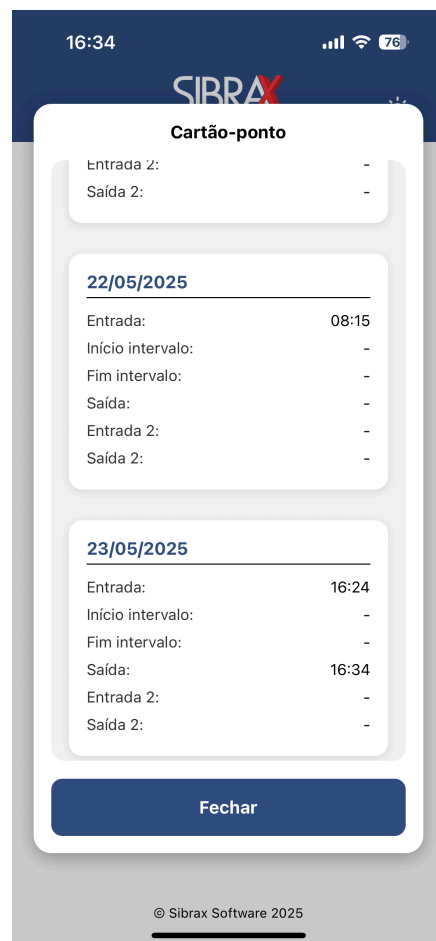 16:34
76
SIBRAX
Cartão-ponto
Entrada 2: -
Saída 2: -
22/05/2025
Entrada: 08:15
Início intervalo: -
Fim intervalo: -
Saída: -
Entrada 2: -
Saída 2: -
23/05/2025
Entrada: 16:24
Início intervalo: -
Fim intervalo: -
Saída: 16:34
Entrada 2: -
Saída 2: -
Fechar
© Sibrax Software 2025